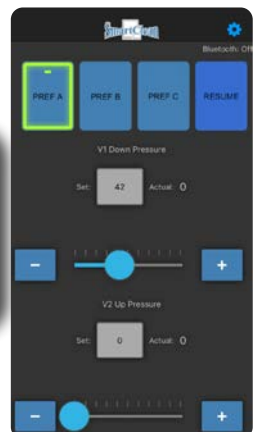 SmartClean
Bluetooth: Off
PREF A PREF B PREF C RESUME
V1 Down Pressure
Set: 42 Actual: 0
- +
V2 Up Pressure
Set: 0 Actual: 0
- +